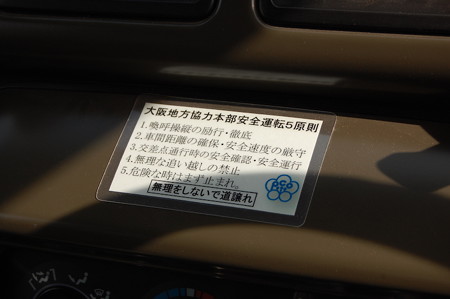 大阪地方協力本部安全運転5原則
1.喚呼操縦の励行・徹底
2.車間距離の確保・安全速度の厳守
3.交差点通行時の安全確認・安全運行
4.無理な追い越しの禁止
5.危険な時はまず止まれ。
無理をしないで道譲れ